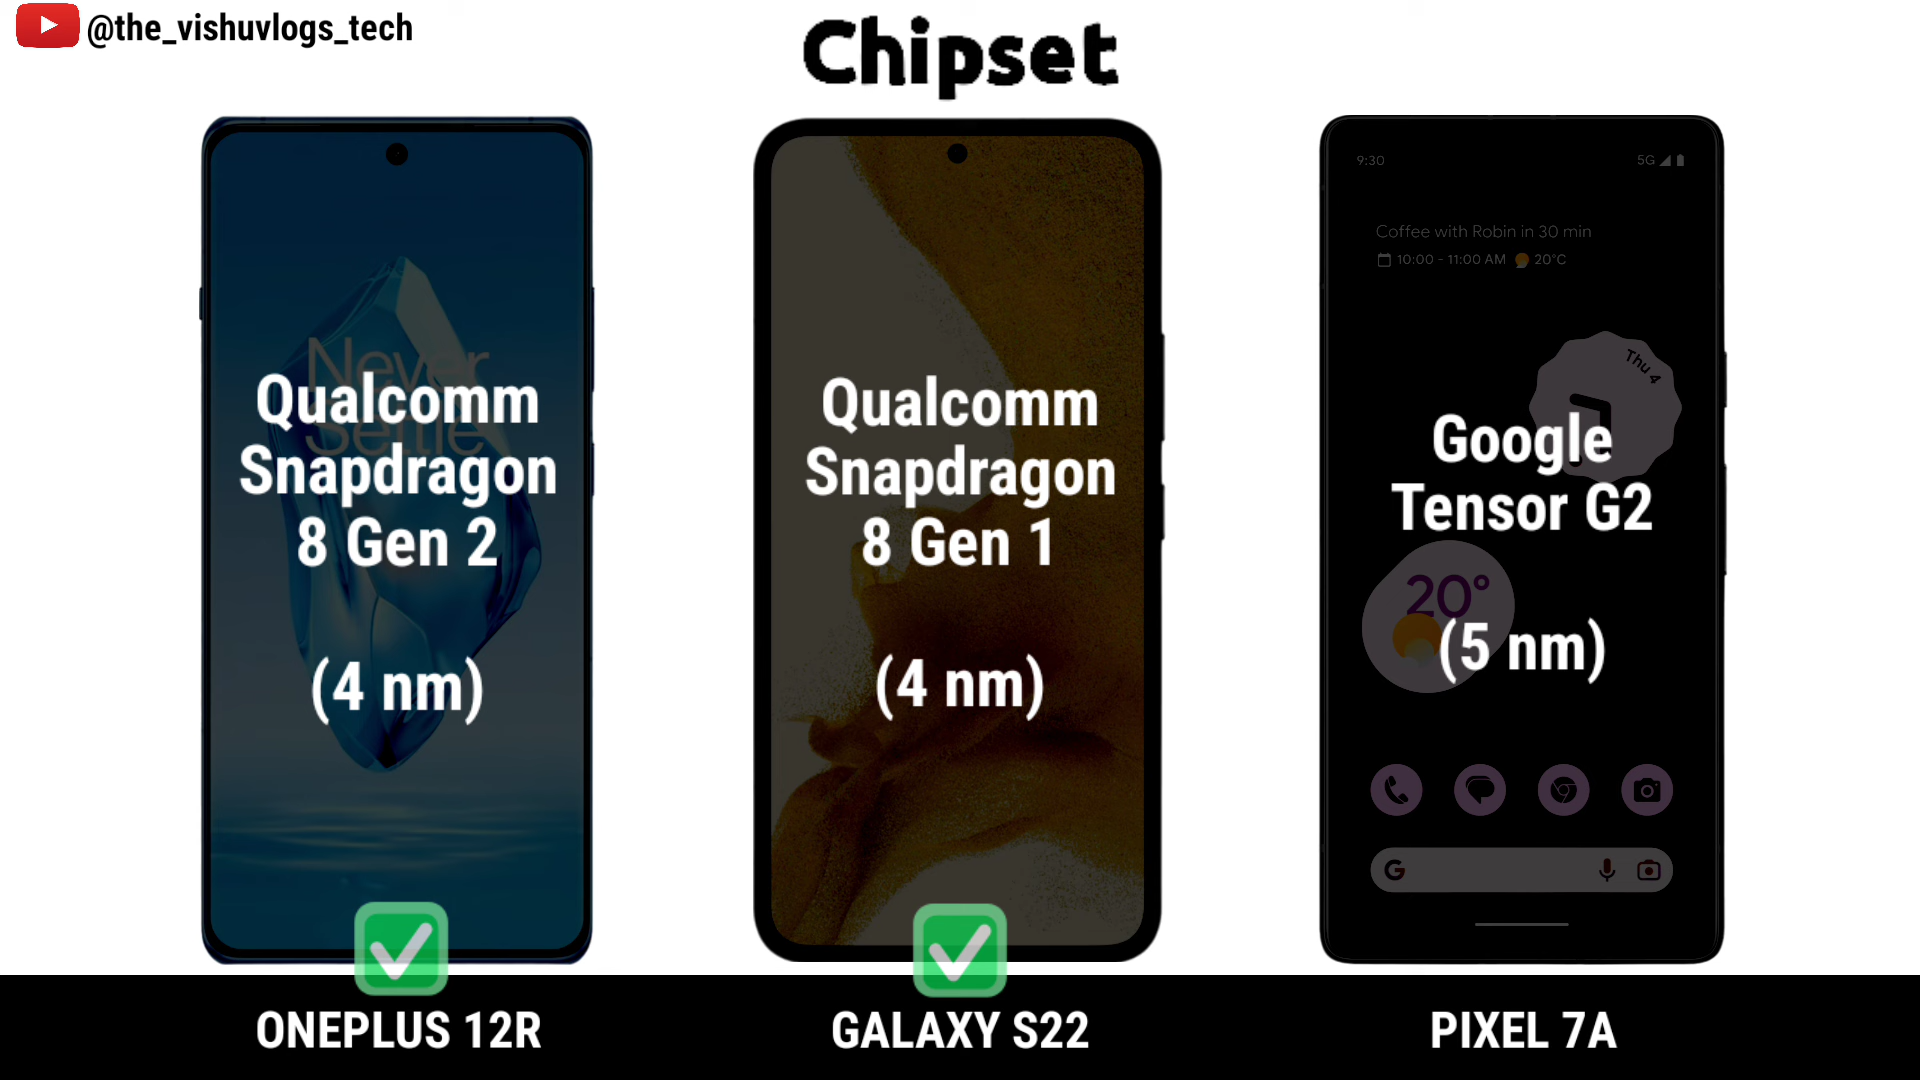 @the_vishuvlogs_tech
Chipset
Never
Settle
Qualcomm
Snapdragon
8 Gen 2
(4 nm)
Qualcomm
Snapdragon
8 Gen 1
(4 nm)
9:30
5G
Coffee with Robin in 30 min
10:00 - 11:00 AM 20°C
Thu 4
Google
Tensor G2
20°
(5 nm)
G
ONEPLUS 12R
GALAXY S22
PIXEL 7A